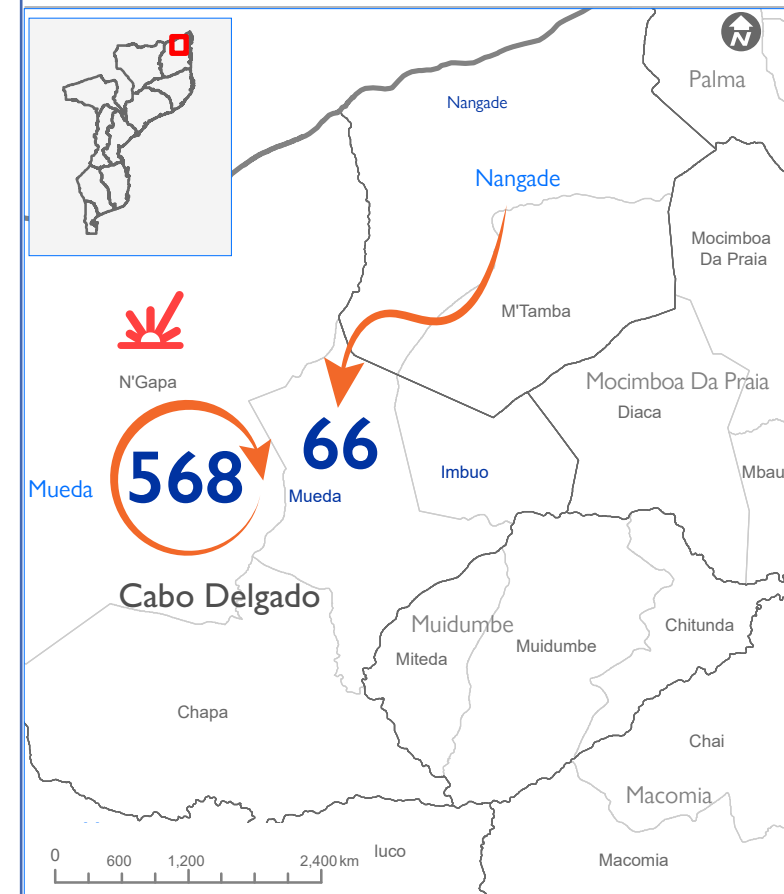 N
Palma
Nangade
Nangade
Mocimboa
Da Praia
M'Tamba
N'Gapa
Mocimboa Da Praia
Diaca
66
568
Imbuo
Mbau
Mueda
Mueda
Cabo Delgado
Muidumbe
Chitunda
Muidumbe
Miteda
Chapa
Chai
Macomia
0 600 1,200 2,400 km
Iuco
Macomia